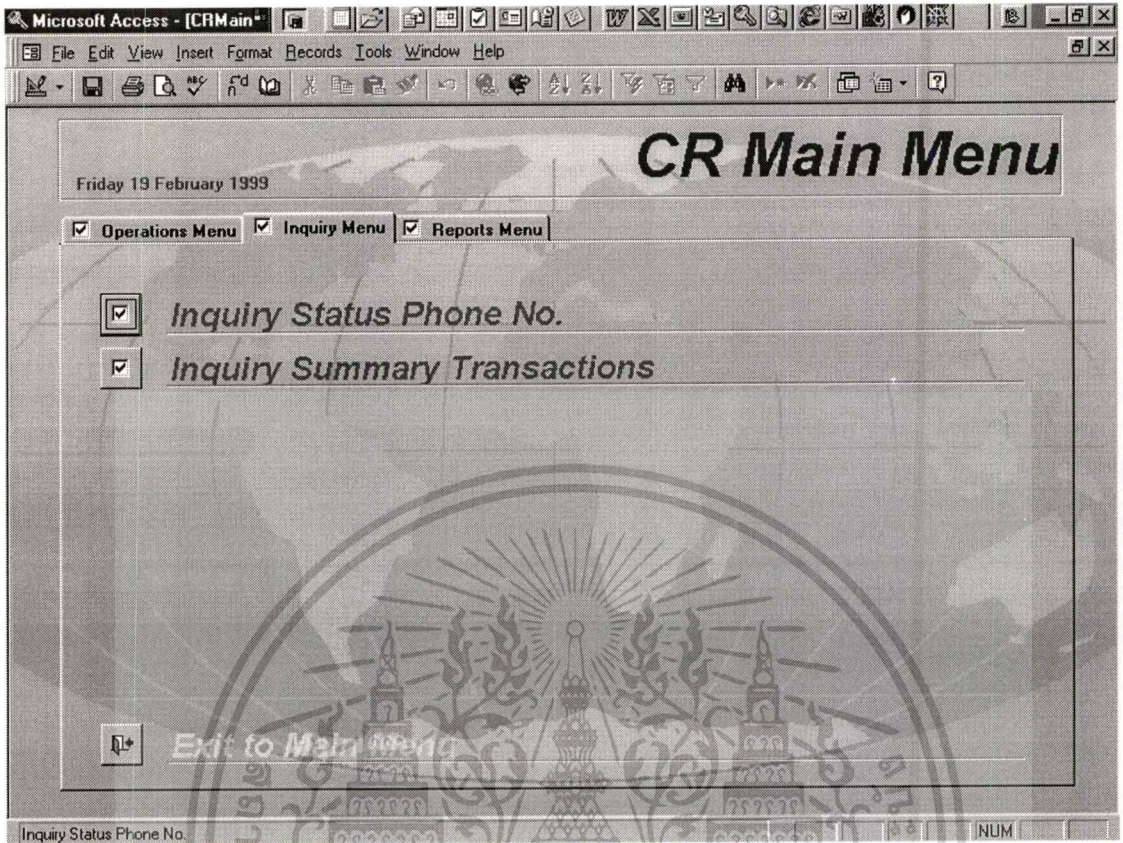 Microsoft Access - [CRMain
File Edit View Insert Format Records Tools Window Help
CR Main Menu
Friday 19 February 1999
Operations Menu Inquiry Menu Reports Menu
Inquiry Status Phone No.
Inquiry Summary Transactions
Exit to Main Menu
Inquiry Status Phone No.
NUM